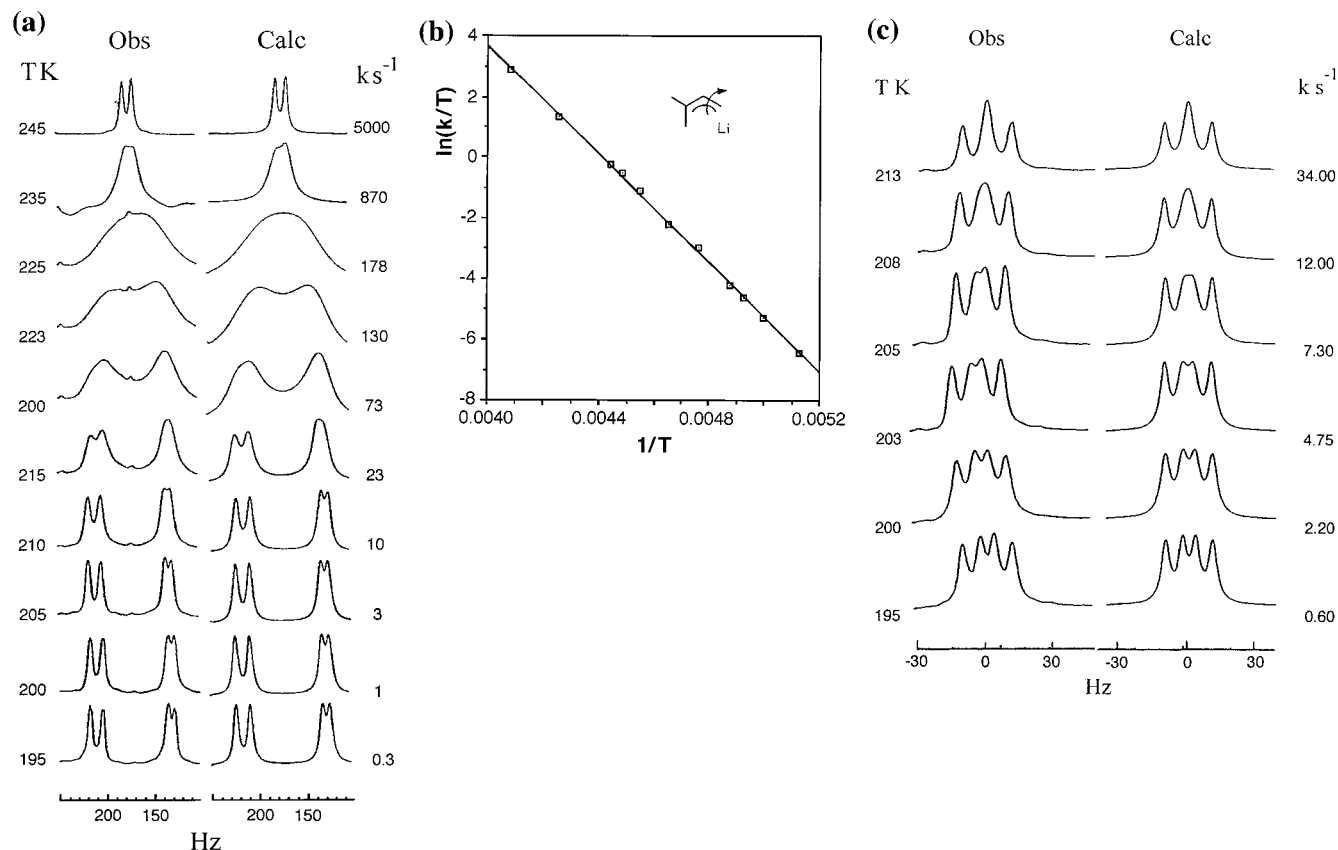 (a)
Obs Calc
T K k s⁻¹
245 5000
235 870
225 178
223 130
200 73
215 23
210 10
205 3
200 1
195 0.3
200 150 200 150
Hz
(b)
ln(k/T)
4
2
0
-2
-4
-6
-8
0.0040 0.0044 0.0048 0.0052
1/T
Li
(c)
Obs Calc
T K k s⁻¹
213 34.00
208 12.00
205 7.30
203 4.75
200 2.20
195 0.60
-30 0 30 -30 0 30
Hz